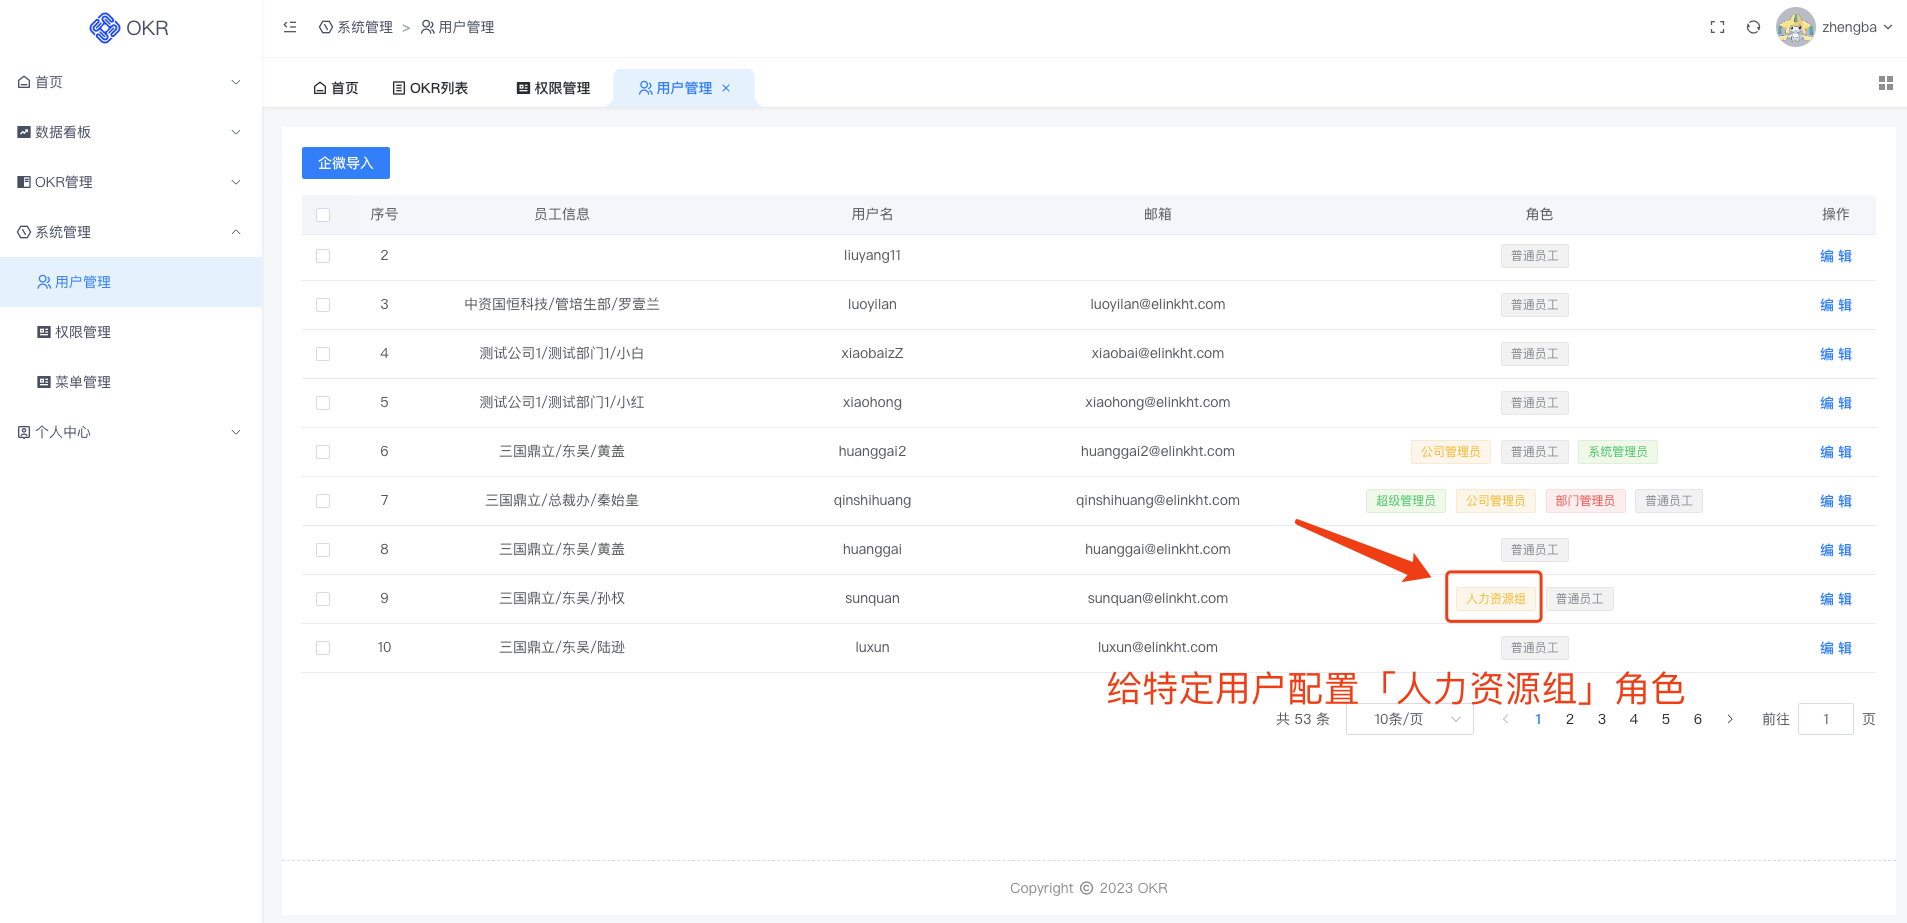 OKR
系统管理 > 用户管理
zhengba
首页
数据看板
OKR管理
系统管理
用户管理
权限管理
菜单管理
个人中心
首页 OKR列表 权限管理 用户管理 ×
企微导入
序号 员工信息 用户名 邮箱 角色 操作
2 liuyang11 普通员工 编 辑
3 中资国恒科技/管培生部/罗壹兰 luoyilan luoyilan@elinkht.com 普通员工 编 辑
4 测试公司1/测试部门1/小白 xiaobaizZ xiaobai@elinkht.com 普通员工 编 辑
5 测试公司1/测试部门1/小红 xiaohong xiaohong@elinkht.com 普通员工 编 辑
6 三国鼎立/东吴/黄盖 huanggai2 huanggai2@elinkht.com 公司管理员 普通员工 系统管理员 编 辑
7 三国鼎立/总裁办/秦始皇 qinshihuang qinshihuang@elinkht.com 超级管理员 公司管理员 部门管理员 普通员工 编 辑
8 三国鼎立/东吴/黄盖 huanggai huanggai@elinkht.com 普通员工 编 辑
9 三国鼎立/东吴/孙权 sunquan sunquan@elinkht.com 人力资源组 普通员工 编 辑
10 三国鼎立/东吴/陆逊 luxun luxun@elinkht.com 普通员工 编 辑
给特定用户配置「人力资源组」角色
共 53 条 10条/页 < 1 2 3 4 5 6 > 前往 1 页
Copyright © 2023 OKR